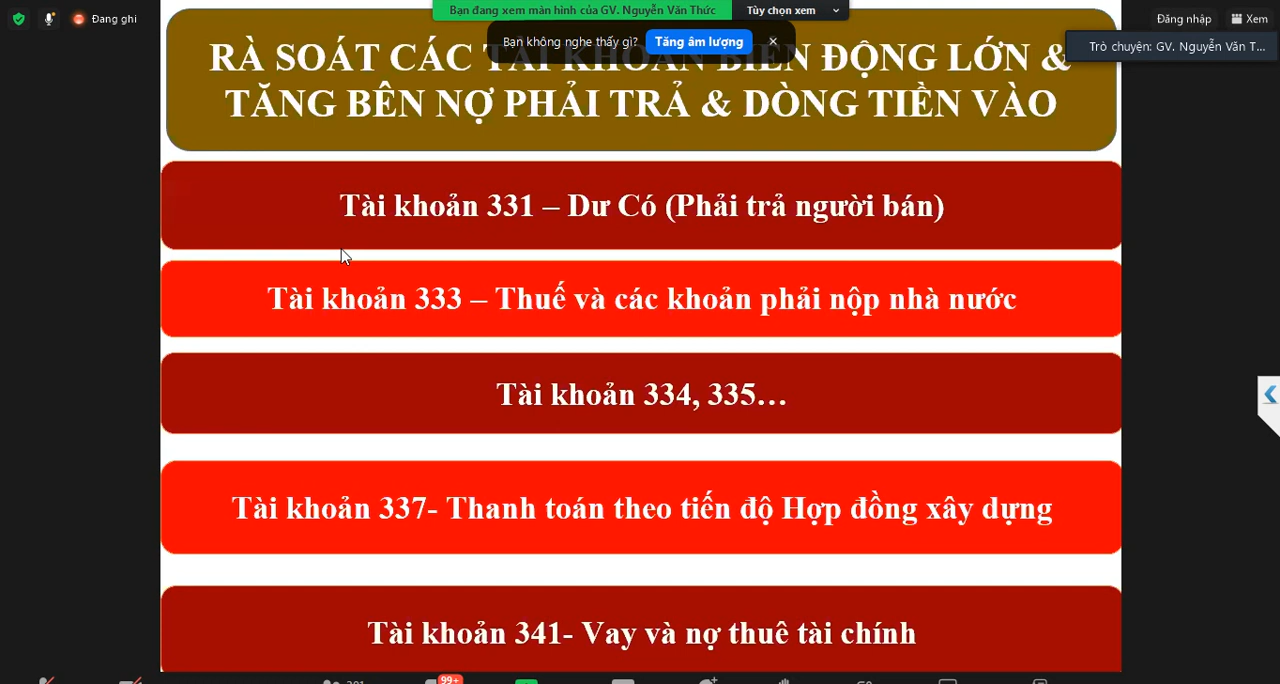 Bạn đang xem màn hình của GV. Nguyễn Văn Thức
Tùy chọn xem
Đang ghi
Đăng nhập
Xem
Bạn không nghe thấy gì?
Tăng âm lượng
Trò chuyện: GV. Nguyễn Văn T...
RÀ SOÁT CÁC TÀI KHOẢN BIẾN ĐỘNG LỚN &
TĂNG BÊN NỢ PHẢI TRẢ & DÒNG TIỀN VÀO
Tài khoản 331 – Dư Có (Phải trả người bán)
Tài khoản 333 – Thuế và các khoản phải nộp nhà nước
Tài khoản 334, 335…
Tài khoản 337- Thanh toán theo tiến độ Hợp đồng xây dựng
Tài khoản 341- Vay và nợ thuê tài chính
99+